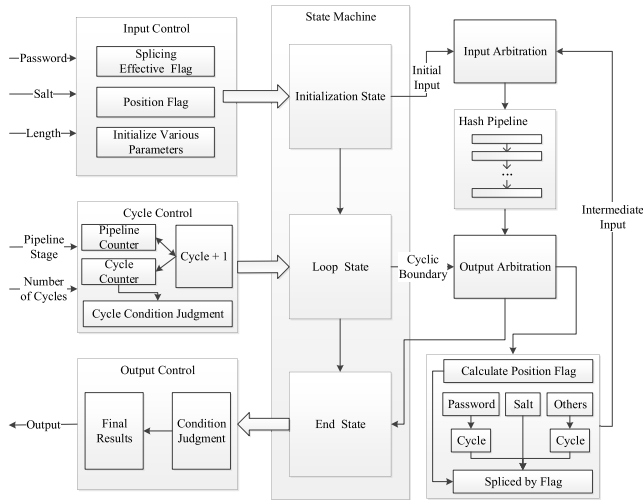 Input Control
Password
Salt
Length
Splicing
Effective Flag
Position Flag
Initialize Various
Parameters
State Machine
Initialization State
Loop State
End State
Initial
Input
Input Arbitration
Hash Pipeline
...
Intermediate
Input
Cyclic
Boundary
Output Arbitration
Cycle Control
Pipeline
Stage
Number
of Cycles
Pipeline
Counter
Cycle
Counter
Cycle + 1
Cycle Condition Judgment
Output Control
Output
Final
Results
Condition
Judgment
Calculate Position Flag
Password
Salt
Others
Cycle
Cycle
Spliced by Flag